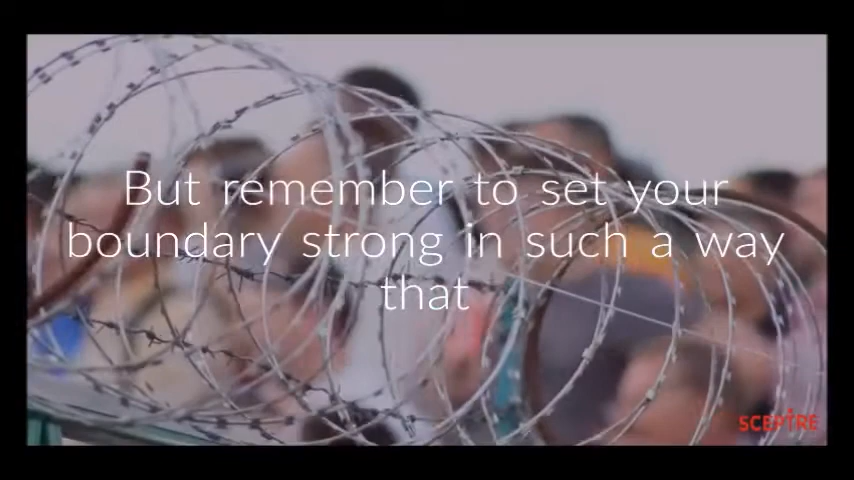 But remember to set your
boundary strong in such a way
that
SCEPTRE